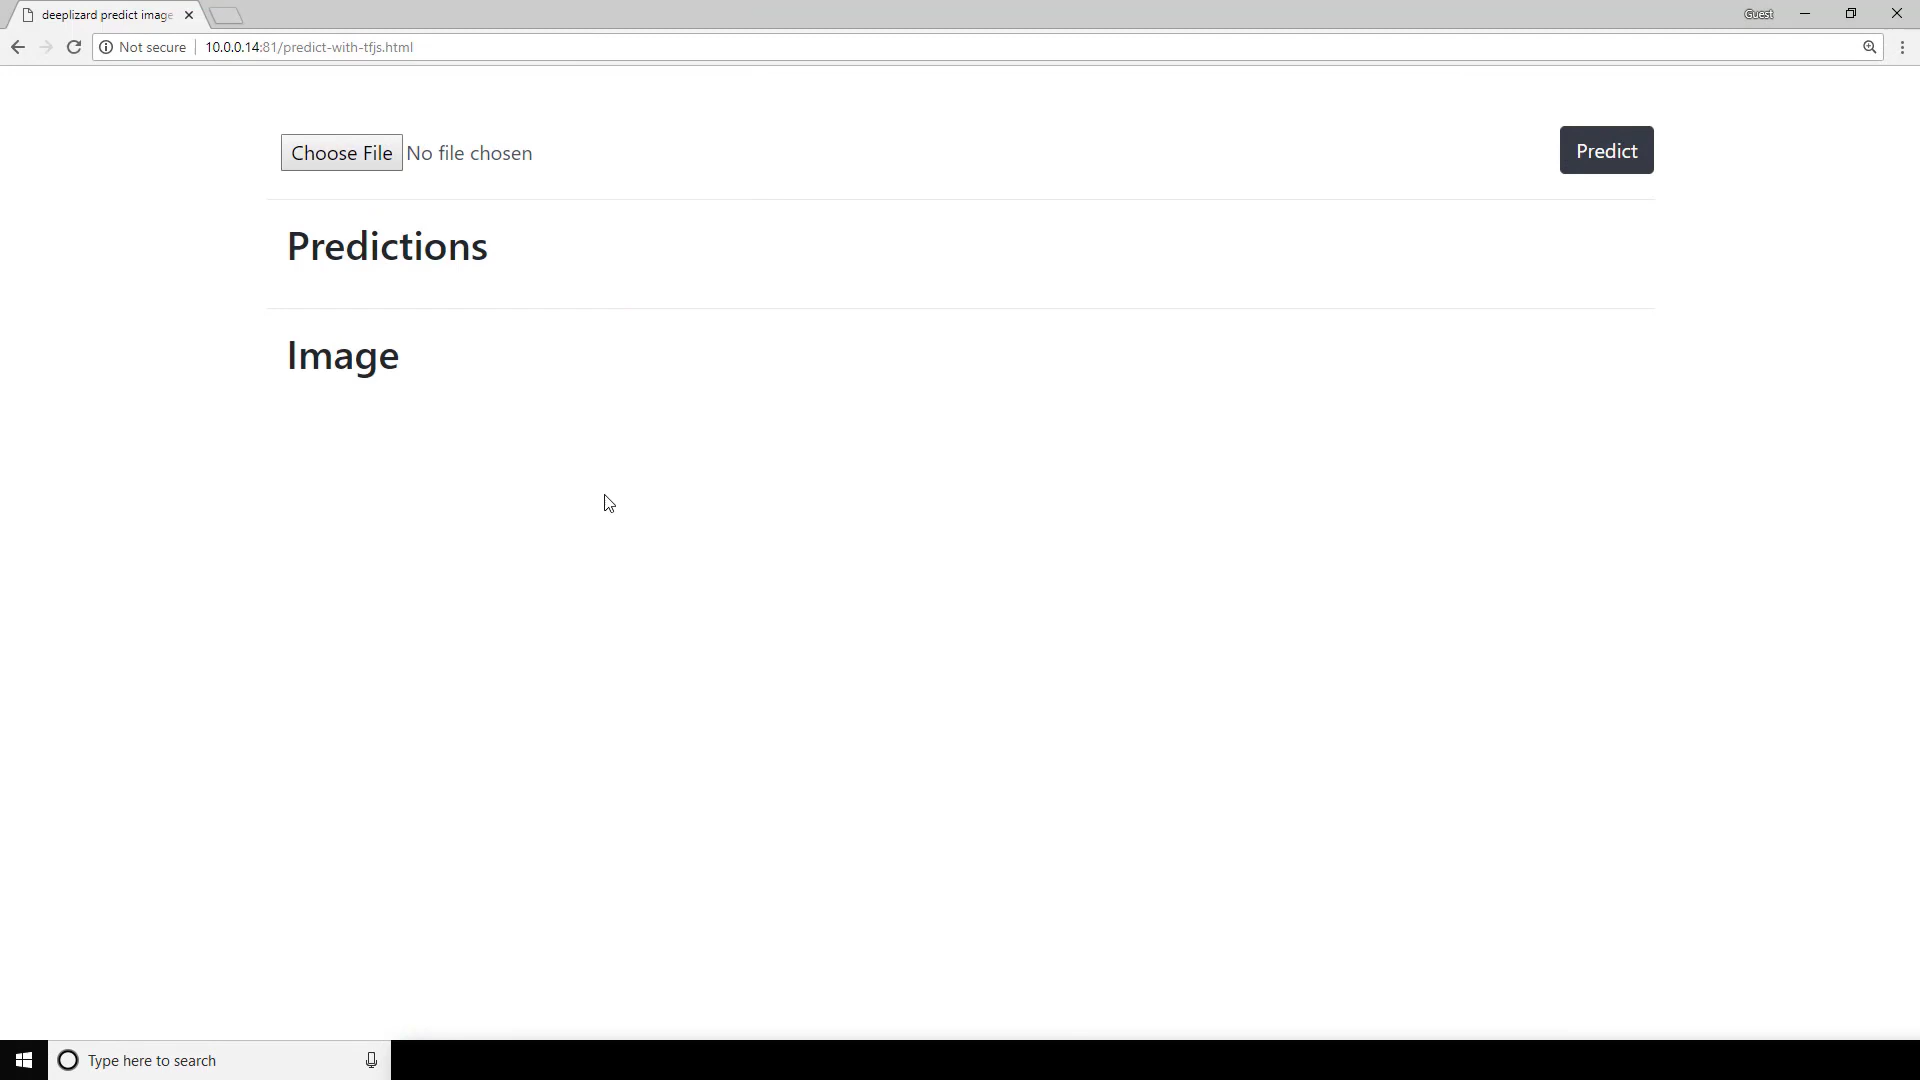 deeplizard predict image
Guest
Not secure
10.0.0.14:81/predict-with-tfjs.html
Choose File No file chosen
Predict
Predictions
Image
Type here to search